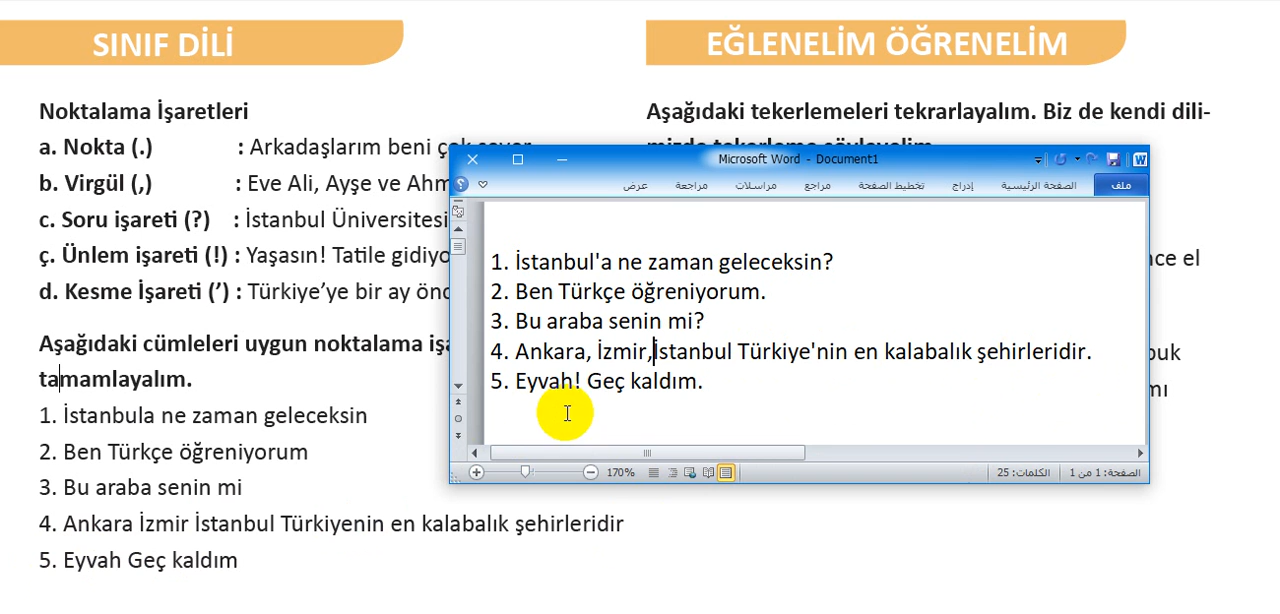 SINIF DİLİ
EĞLENELİM ÖĞRENELİM
Noktalama İşaretleri
a. Nokta (.) : Arkadaşlarım beni çok sever
b. Virgül (,) : Eve Ali, Ayşe ve Ahm
c. Soru işareti (?) : İstanbul Üniversitesi
ç. Ünlem işareti (!) : Yaşasın! Tatile gidiyo
d. Kesme İşareti (’) : Türkiye’ye bir ay önc
Aşağıdaki cümleleri uygun noktalama işa
tamamlayalım.
1. İstanbula ne zaman geleceksin
2. Ben Türkçe öğreniyorum
3. Bu araba senin mi
4. Ankara İzmir İstanbul Türkiyenin en kalabalık şehirleridir
5. Eyvah Geç kaldım
Aşağıdaki tekerlemeleri tekrarlayalım. Biz de kendi dili-
mizde tekerleme söyleyelim
nce el
buk
mı
Microsoft Word - Document1
ملف الصفحة الرئيسية إدراج تخطيط الصفحة مراجع مراسلات مراجعة عرض
1. İstanbul'a ne zaman geleceksin?
2. Ben Türkçe öğreniyorum.
3. Bu araba senin mi?
4. Ankara, İzmir,İstanbul Türkiye'nin en kalabalık şehirleridir.
5. Eyvah! Geç kaldım.
الصفحة: 1 من 1 الكلمات: 25 170%